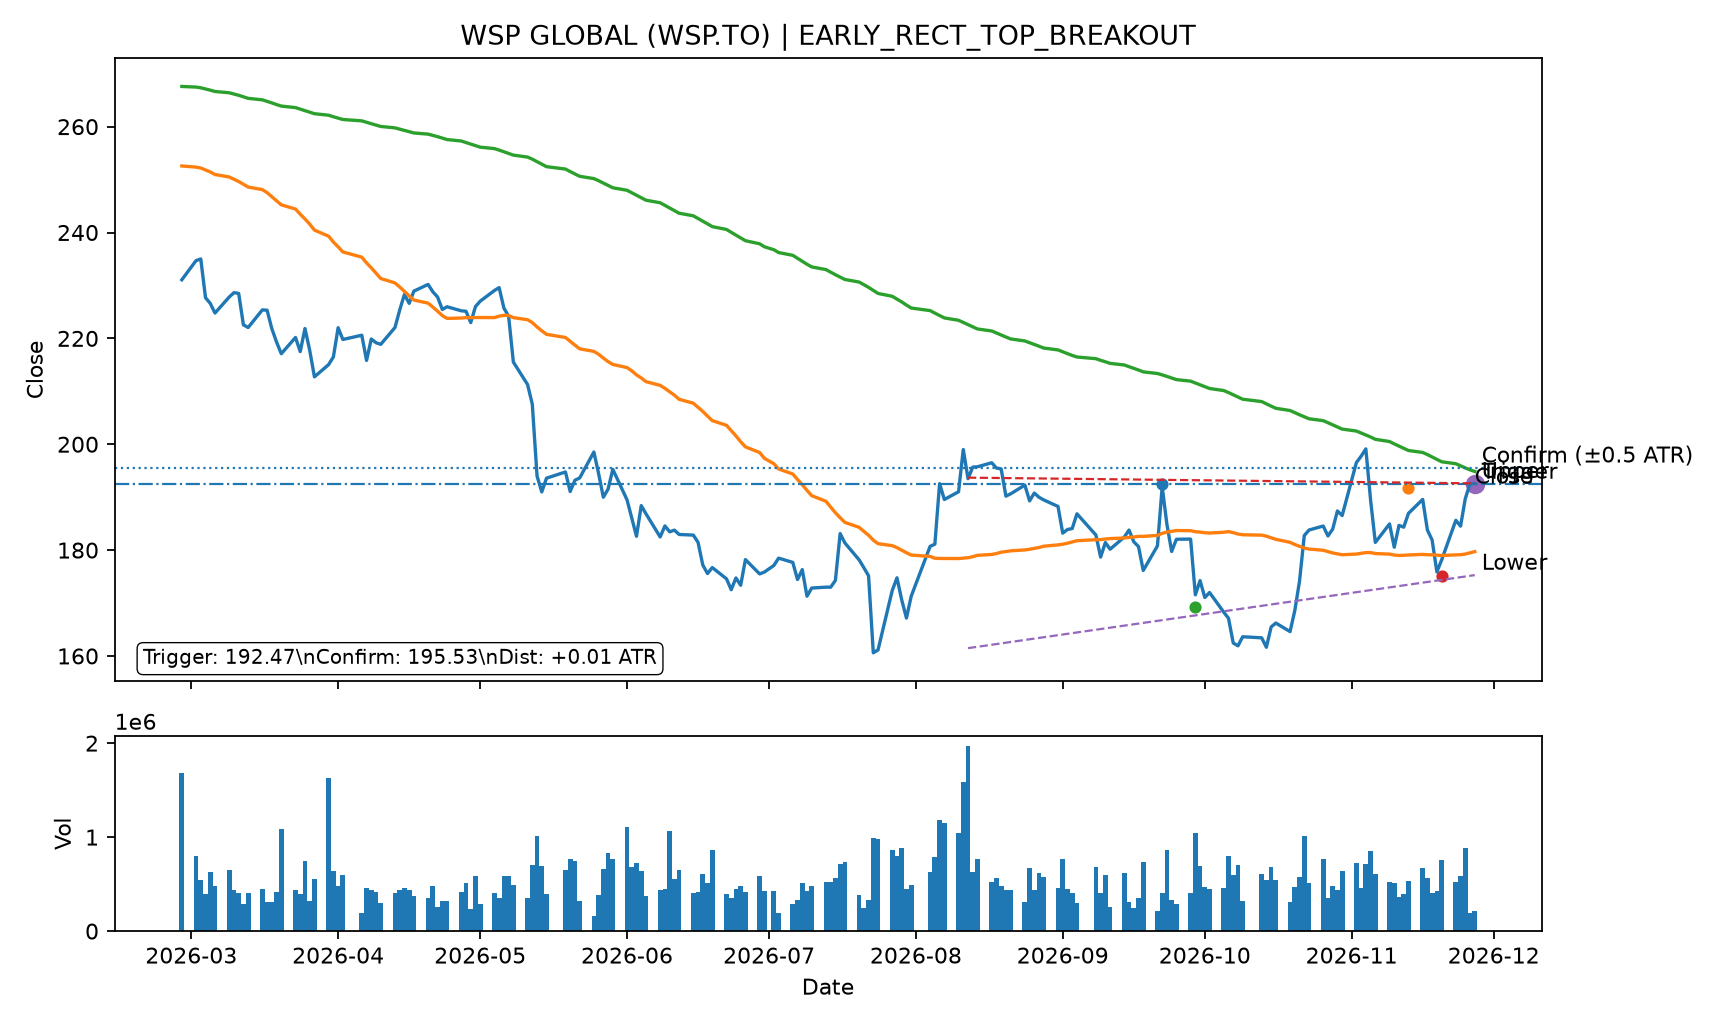 WSP GLOBAL (WSP.TO) | EARLY_RECT_TOP_BREAKOUT
Close
260
240
220
200
180
160
Confirm (±0.5 ATR)
Upper
Close
Lower
Trigger: 192.47\nConfirm: 195.53\nDist: +0.01 ATR
1e6
Vol
2
1
0
2026-03
2026-04
2026-05
2026-06
2026-07
2026-08
2026-09
2026-10
2026-11
2026-12
Date